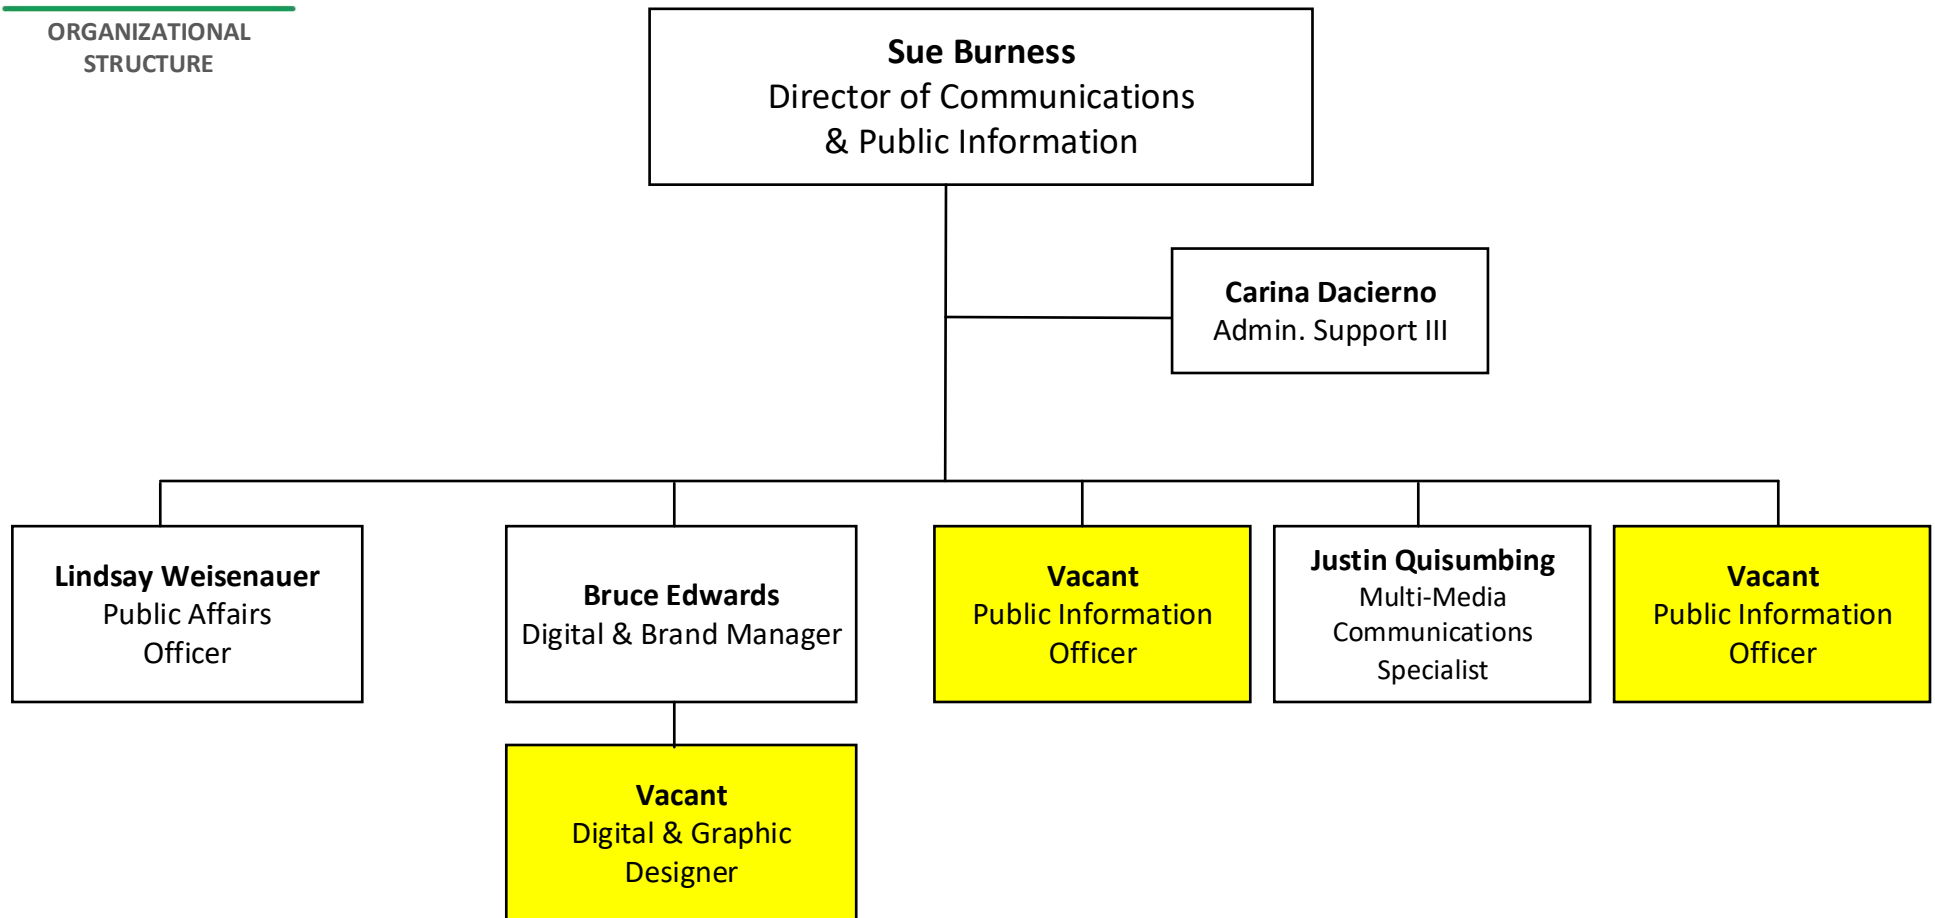 ORGANIZATIONAL
STRUCTURE
Sue Burness
Director of Communications
& Public Information
Carina Dacierno
Admin. Support III
Lindsay Weisenauer
Public Affairs
Officer
Bruce Edwards
Digital & Brand Manager
Vacant
Public Information
Officer
Justin Quisumbing
Multi-Media
Communications
Specialist
Vacant
Public Information
Officer
Vacant
Digital & Graphic
Designer